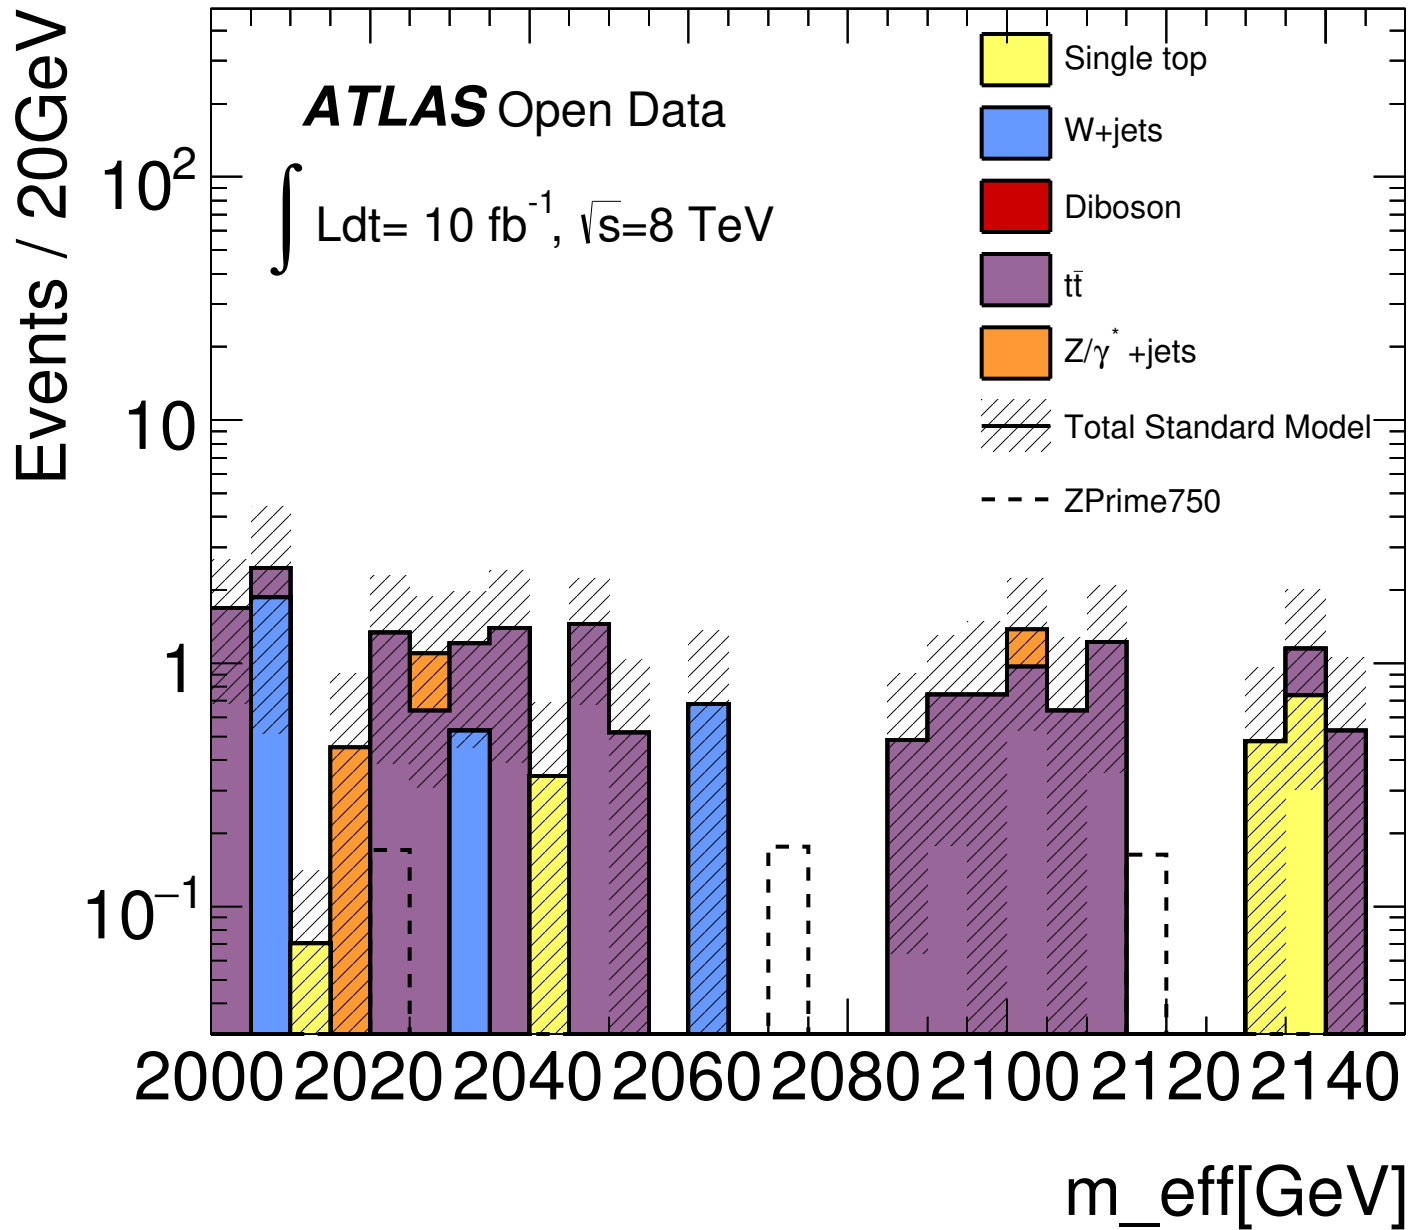 Events / 20GeV
ATLAS Open Data
∫ Ldt= 10 fb⁻¹, √s=8 TeV
Single top
W+jets
Diboson
tt̄
Z/γ* +jets
Total Standard Model
ZPrime750
10²
10
1
10⁻¹
2000 2020 2040 2060 2080 2100 2120 2140
m_eff[GeV]